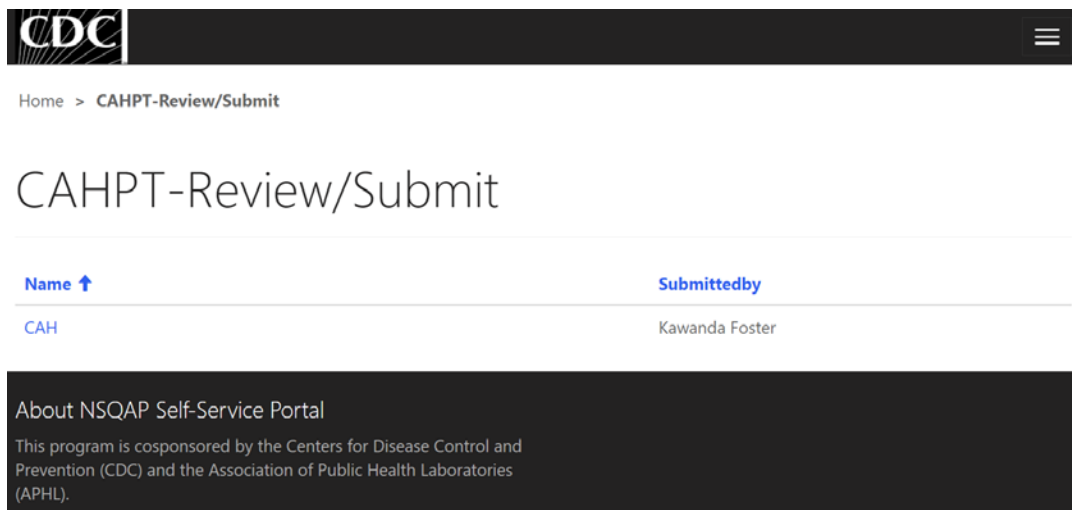 CDC
Home > CAHPT-Review/Submit
CAHPT-Review/Submit
Name ↑ Submittedby
CAH Kawanda Foster
About NSQAP Self-Service Portal
This program is cosponsored by the Centers for Disease Control and
Prevention (CDC) and the Association of Public Health Laboratories
(APHL).